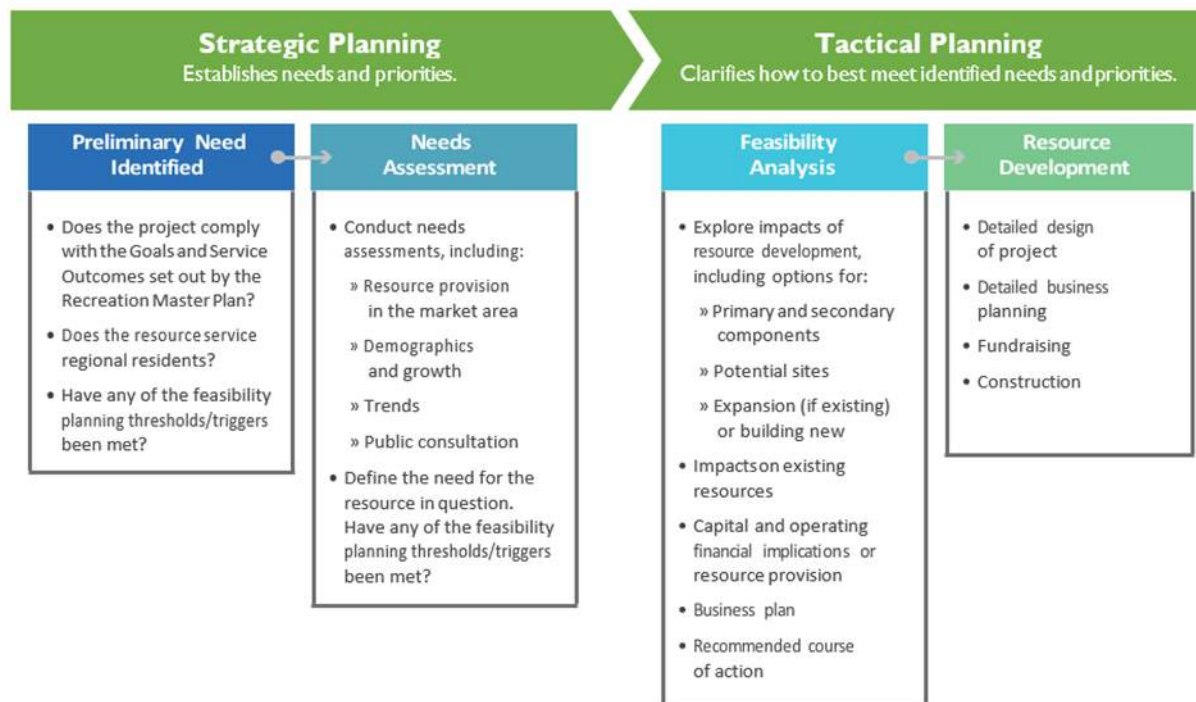 Strategic Planning
Establishes needs and priorities.
Tactical Planning
Clarifies how to best meet identified needs and priorities.
Preliminary Need
Identified
• Does the project comply
with the Goals and Service
Outcomes set out by the
Recreation Master Plan?
• Does the resource service
regional residents?
• Have any of the feasibility
planning thresholds/triggers
been met?
Needs
Assessment
• Conduct needs
assessments, including:
» Resource provision
in the market area
» Demographics
and growth
» Trends
» Public consultation
• Define the need for the
resource in question.
Have any of the feasibility
planning thresholds/triggers
been met?
Feasibility
Analysis
• Explore impacts of
resource development,
including options for:
» Primary and secondary
components
» Potential sites
» Expansion (if existing)
or building new
• Impacts on existing
resources
• Capital and operating
financial implications or
resource provision
• Business plan
• Recommended course
of action
Resource
Development
• Detailed design
of project
• Detailed business
planning
• Fundraising
• Construction